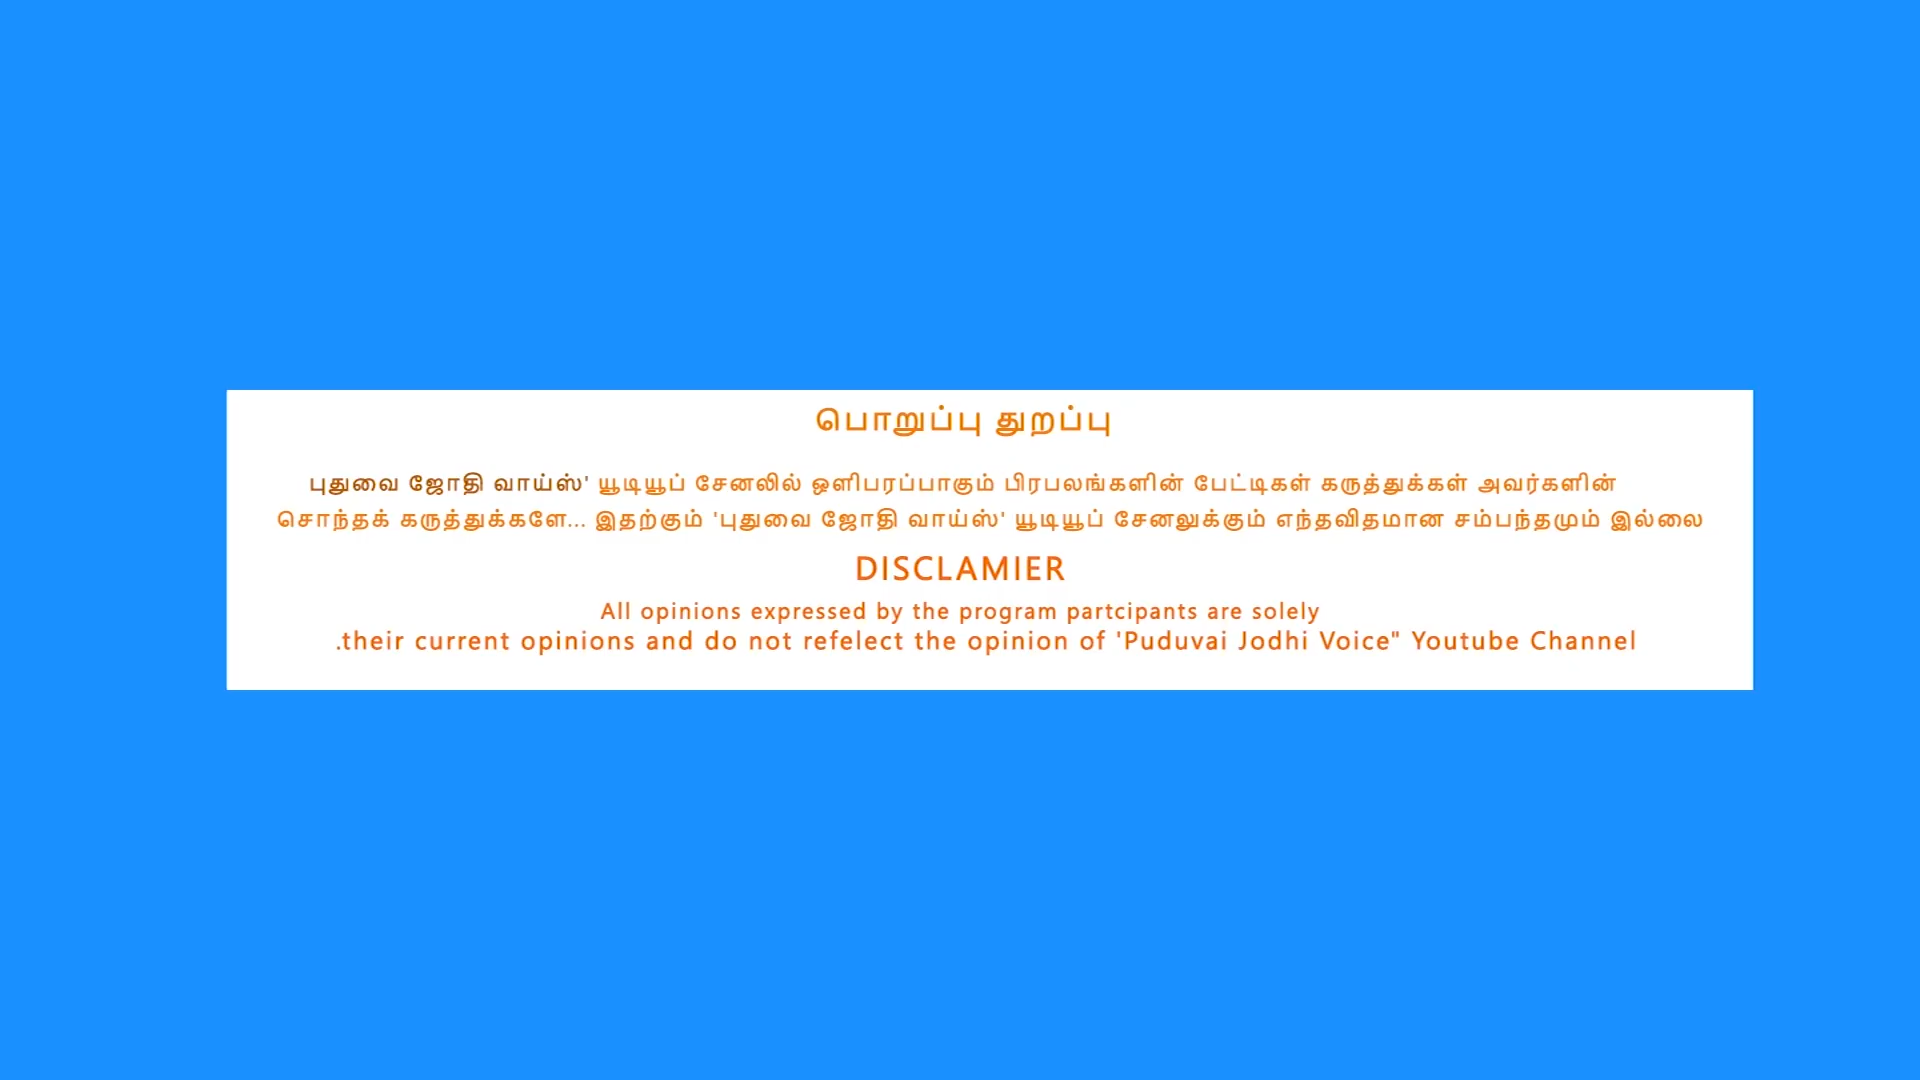 பொறுப்பு துறப்பு
புதுவை ஜோதி வாய்ஸ்' யூடியூப் சேனலில் ஒளிபரப்பாகும் பிரபலங்களின் பேட்டிகள் கருத்துக்கள் அவர்களின்
சொந்தக் கருத்துக்களே... இதற்கும் 'புதுவை ஜோதி வாய்ஸ்' யூடியூப் சேனலுக்கும் எந்தவிதமான சம்பந்தமும் இல்லை
DISCLAMIER
All opinions expressed by the program partcipants are solely
.their current opinions and do not refelect the opinion of 'Puduvai Jodhi Voice" Youtube Channel